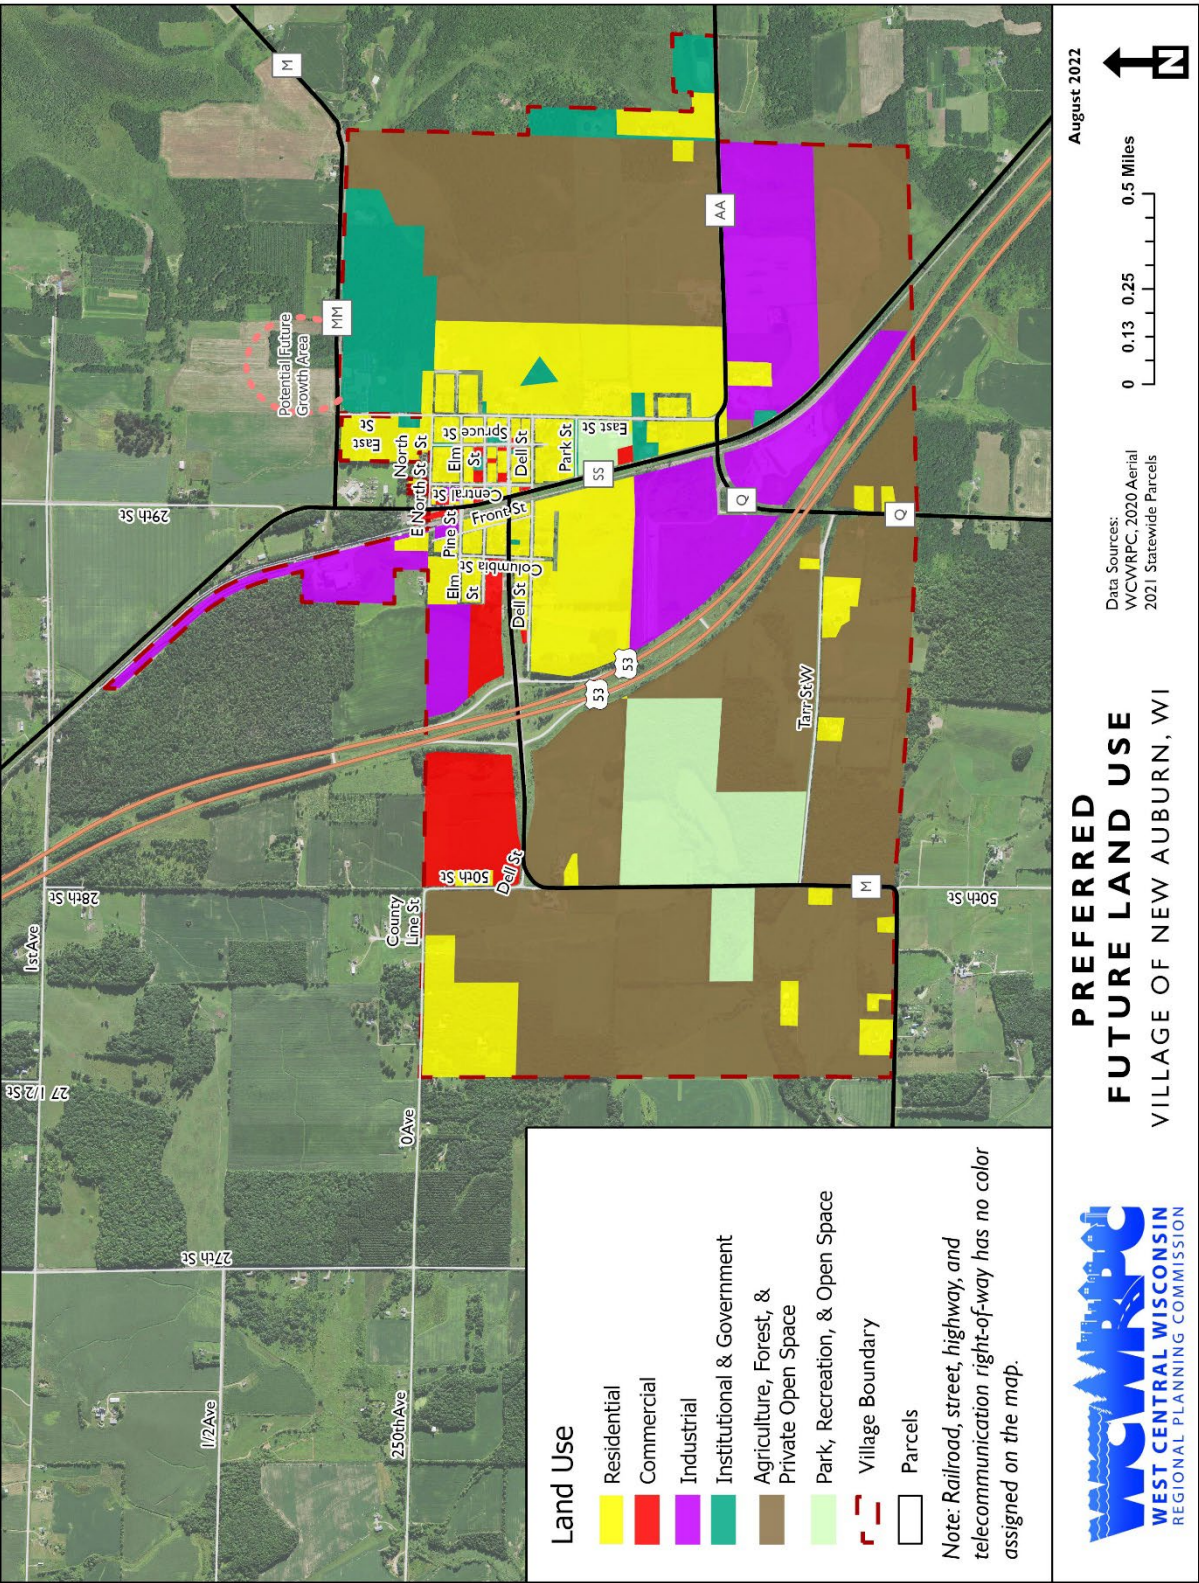 M
MM
Potential Future
Growth Area
29th St
East
St
North
St
E North St
Elm
St
Spruce St
Dell St
Central St
Pine St
Front St
Elm
St
Columbia St
Dell St
Park St
East St
SS
AA
Q
Q
53
53
Tarr St W
Dell St
50th St
M
50th St
County
Line St
28th St
1st Ave
27 1/2 St
0 Ave
27th St
1/2 Ave
250th Ave
Land Use
Residential
Commercial
Industrial
Institutional & Government
Agriculture, Forest, &
Private Open Space
Park, Recreation, & Open Space
Village Boundary
Parcels
Note: Railroad, street, highway, and
telecommunication right-of-way has no color
assigned on the map.
WCWRPC
WEST CENTRAL WISCONSIN
REGIONAL PLANNING COMMISSION
PREFERRED
FUTURE LAND USE
VILLAGE OF NEW AUBURN, WI
Data Sources:
WCWRPC, 2020 Aerial
2021 Statewide Parcels
0 0.13 0.25 0.5 Miles
August 2022
N